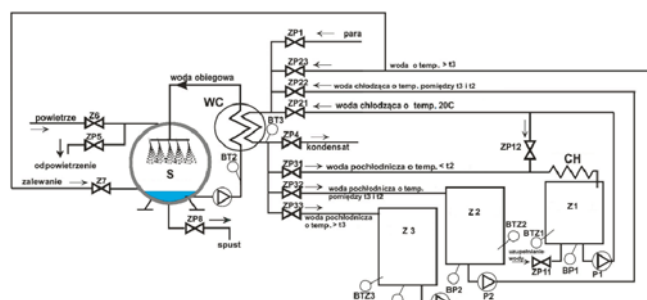 ZP1
para
ZP23
woda o temp. > t3
ZP22
woda chłodząca o temp. pomiędzy t3 i t2
ZP21
woda chłodząca o temp. 20C
woda obiegowa
WC
BT3
powietrze
Z6
ZP5
odpowietrzenie
S
BT2
ZP4
kondensat
ZP12
CH
ZP31
woda pochłodnicza o temp. < t2
zalewanie
Z7
ZP32
woda pochłodnicza o temp.
pomiędzy t3 i t2
ZP33
woda pochłodnicza
o temp. > t3
ZP8
spust
Z 3
Z 2
Z1
BTZ2
BTZ1
uzupełnianie
wody
ZP11
BP1
P1
BTZ3
BP2
P2